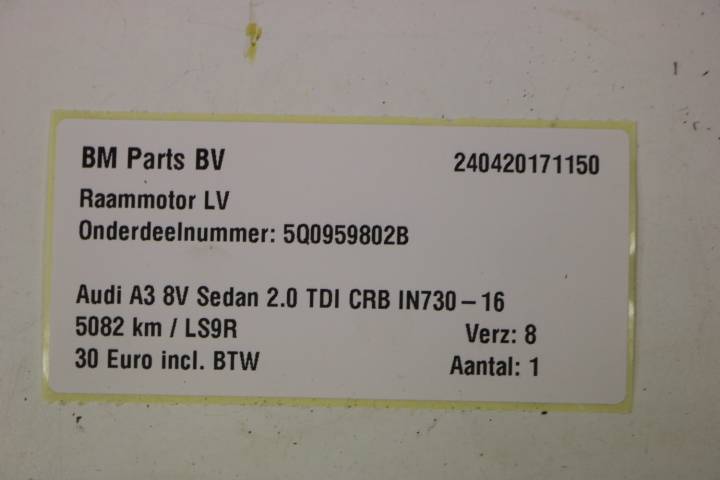 BM Parts BV 240420171150
Raammotor LV
Onderdeelnummer: 5Q0959802B
Audi A3 8V Sedan 2.0 TDI CRB IN730-16
5082 km / LS9R Verz: 8
30 Euro incl. BTW Aantal: 1